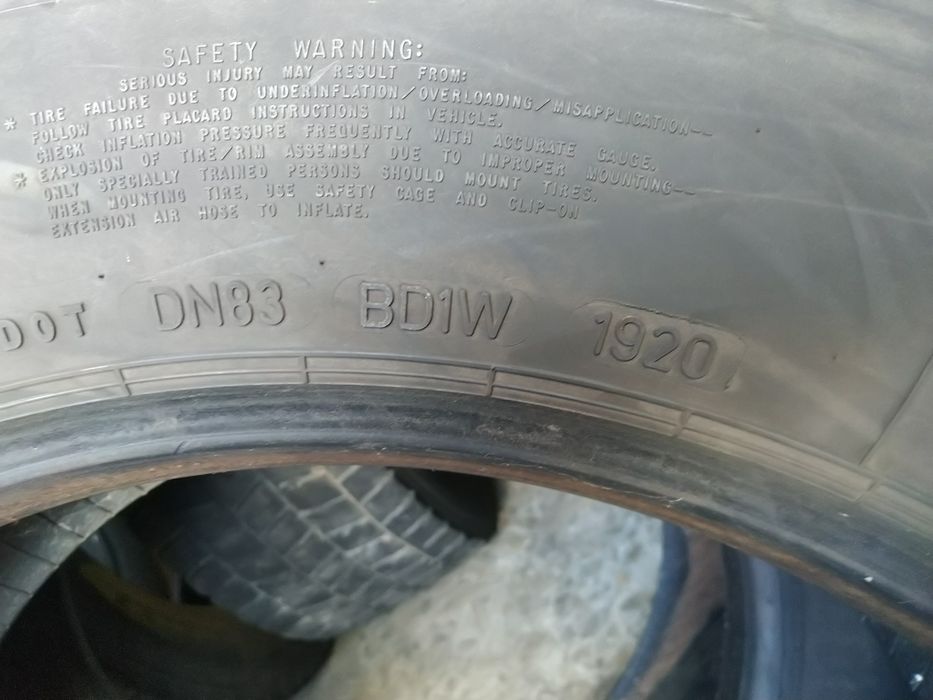 SAFETY WARNING:
SERIOUS INJURY MAY RESULT FROM:
* TIRE FAILURE DUE TO UNDERINFLATION/OVERLOADING/MISAPPLICATION--
FOLLOW TIRE PLACARD INSTRUCTIONS IN VEHICLE.
CHECK INFLATION PRESSURE FREQUENTLY WITH ACCURATE GAUGE.
* EXPLOSION OF TIRE/RIM ASSEMBLY DUE TO IMPROPER MOUNTING--
ONLY SPECIALLY TRAINED PERSONS SHOULD MOUNT TIRES.
WHEN MOUNTING TIRE, USE SAFETY CAGE AND CLIP-ON
EXTENSION AIR HOSE TO INFLATE.
DOT DN83 BD1W 1920